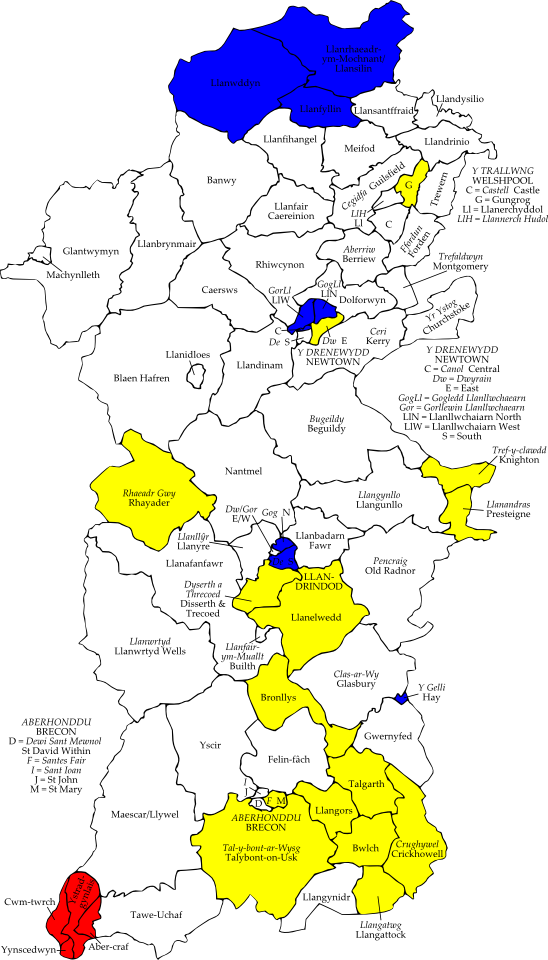 Llanrhaeadr-
ym-Mochnant/
Llansilin
Llanwddyn
Llanfyllin
Llansantffraid
Llandysilio
Llanfihangel
Meifod
Llandrinio
Banwy
Cegidfa Guilsfield
G
Trewern
Y TRALLWNG
WELSHPOOL
C = Castell Castle
G = Gungrog
Ll = Llanerchyddol
LlH = Llannerch Hudol
Llanfair
Caereinion
LlH
Ll
C
Ffordun
Forden
Glantwymyn
Llanbrynmair
Machynlleth
Aberriw
Berriew
Rhiwcynon
Trefaldwyn
Montgomery
Caersws
GorLl
LlW
GogLl
LlN
Dolforwyn
Yr Ystog
Churchstoke
C
De S
Dw E
Ceri
Kerry
Y DRENEWYDD
NEWTOWN
Llanidloes
Blaen Hafren
Llandinam
Y DRENEWYDD
NEWTOWN
C = Canol Central
Dw = Dwyrain
E = East
GogLl = Gogledd Llanllwchaearn
Gor = Gorllewin Llanllwchaearn
LlN = Llanllwchaiarn North
LlW = Llanllwchaiarn West
S = South
Bugeildy
Beguildy
Nantmel
Tref-y-clawdd
Knighton
Rhaeadr Gwy
Rhayader
Llangynllo
Llangunllo
Llanandras
Presteigne
Dw/Gor
E/W
Gog N
Llanllŷr
Llanyre
Llanbadarn
Fawr
Llanafanfawr
Pencraig
Old Radnor
Dyserth a
Threcoed
Disserth &
Trecoed
LLAN-
DRINDOD
Llanelwedd
Llanwrtyd
Llanwrtyd Wells
Llanfair-
ym-Muallt
Builth
Clas-ar-Wy
Glasbury
Bronllys
Y Gelli
Hay
ABERHONDDU
BRECON
D = Dewi Sant Mewnol
St David Within
F = Santes Fair
I = Sant Ioan
J = St John
M = St Mary
Yscir
Gwernyfed
Felin-fâch
Talgarth
I
J
D
F M
Maescar/Llywel
ABERHONDDU
BRECON
Llangors
Tal-y-bont-ar-Wysg
Talybont-on-Usk
Bwlch
Crughywel
Crickhowell
Ystrad-
gynlais
Cwm-twrch
Llangynidr
Tawe-Uchaf
Llangatwg
Llangattock
Ynyscedwyn
Aber-craf